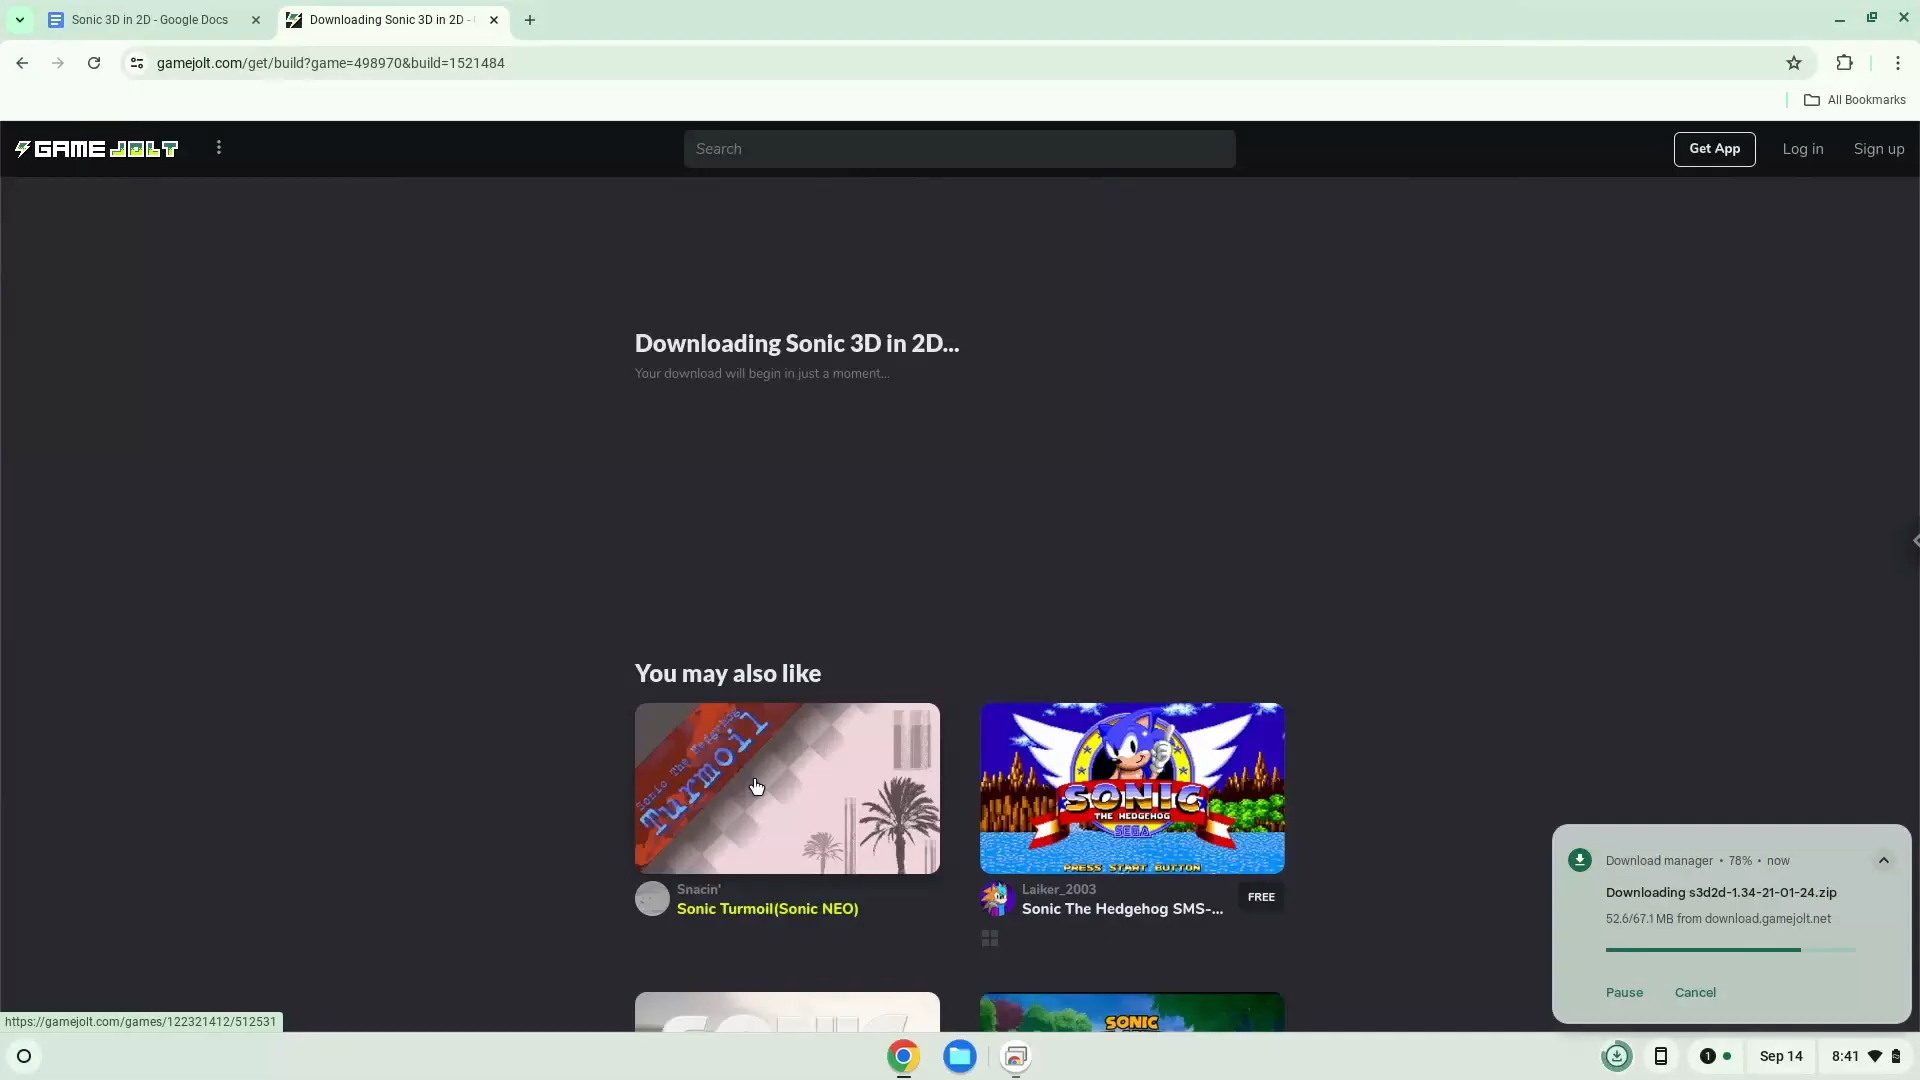 Sonic 3D in 2D - Google Docs
Downloading Sonic 3D in 2D -
gamejolt.com/get/build?game=498970&build=1521484
All Bookmarks
GAME JOLT
Search
Get App
Log in
Sign up
Downloading Sonic 3D in 2D...
Your download will begin in just a moment...
You may also like
Sonic The Hedgehog
Turmoil
SONIC
THE HEDGEHOG
SEGA
PRESS START BUTTON
Snacin'
Sonic Turmoil(Sonic NEO)
Laiker_2003
Sonic The Hedgehog SMS-...
FREE
SONIC
SONIC
Download manager • 78% • now
Downloading s3d2d-1.34-21-01-24.zip
52.6/67.1 MB from download.gamejolt.net
Pause
Cancel
https://gamejolt.com/games/122321412/512531
1
Sep 14
8:41